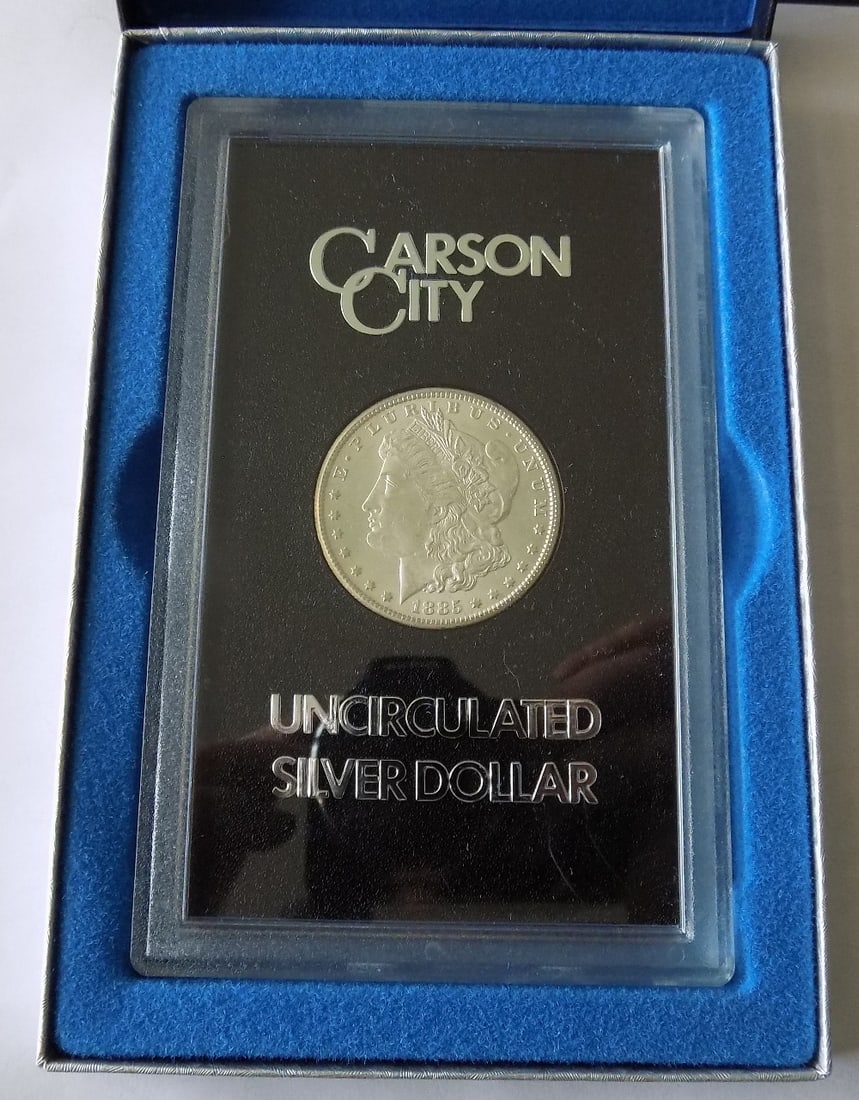 CARSON
CITY
E·PLURIBUS·UNUM
1885
UNCIRCULATED
SILVER DOLLAR